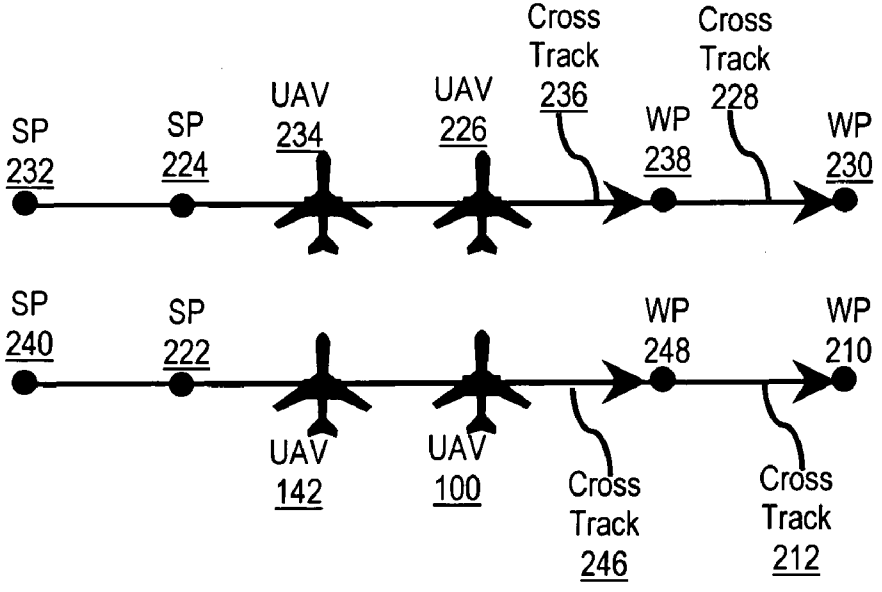 SP
232
SP
224
UAV
234
UAV
226
Cross
Track
236
WP
238
Cross
Track
228
WP
230
SP
240
SP
222
UAV
142
UAV
100
WP
248
WP
210
Cross
Track
246
Cross
Track
212